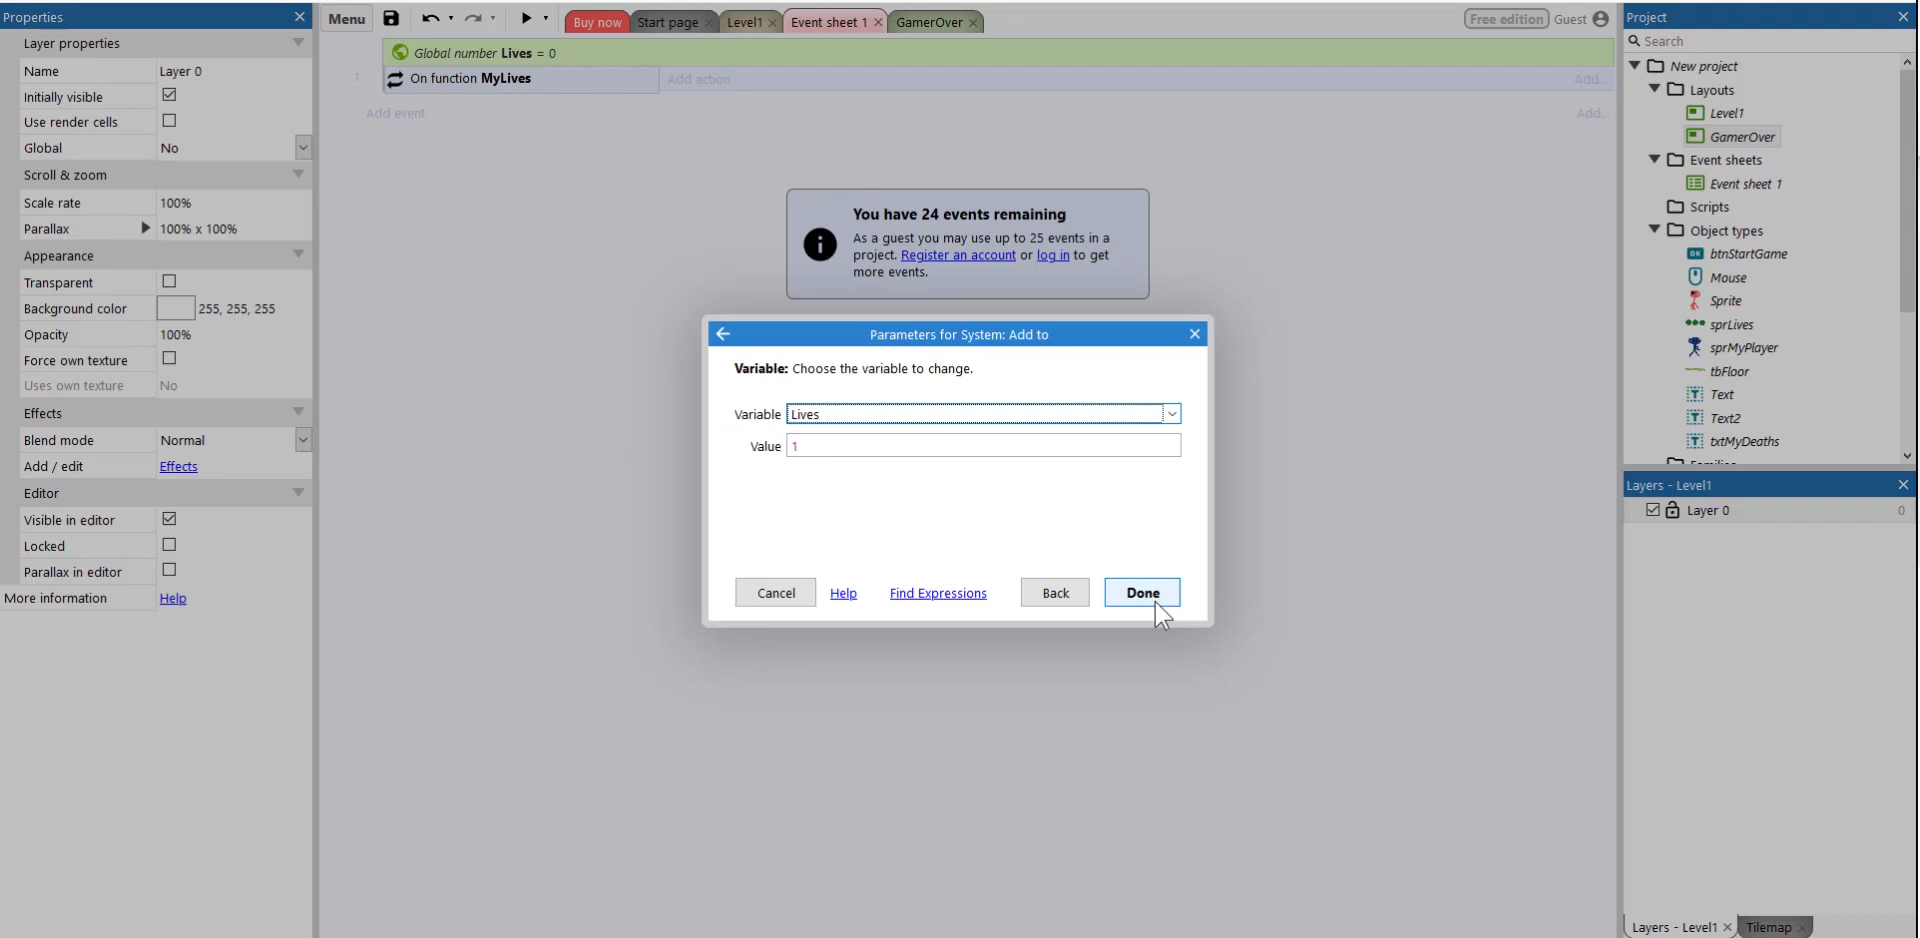 Properties
Layer properties
Name Layer 0
Initially visible
Use render cells
Global No
Scroll & zoom
Scale rate 100%
Parallax 100% x 100%
Appearance
Transparent
Background color 255, 255, 255
Opacity 100%
Force own texture
Uses own texture No
Effects
Blend mode Normal
Add / edit Effects
Editor
Visible in editor
Locked
Parallax in editor
More information Help
Menu Buy now Start page Level1 Event sheet 1 GamerOver Free edition Guest
Global number Lives = 0
1 On function MyLives Add action Add...
Add event Add...
You have 24 events remaining
As a guest you may use up to 25 events in a
project. Register an account or log in to get
more events.
Parameters for System: Add to
Variable: Choose the variable to change.
Variable Lives
Value 1
Cancel Help Find Expressions Back Done
Project
Search
New project
Layouts
Level1
GamerOver
Event sheets
Event sheet 1
Scripts
Object types
btnStartGame
Mouse
Sprite
sprLives
sprMyPlayer
tbFloor
Text
Text2
txtMyDeaths
Layers - Level1
Layer 0 0
Layers - Level1 Tilemap